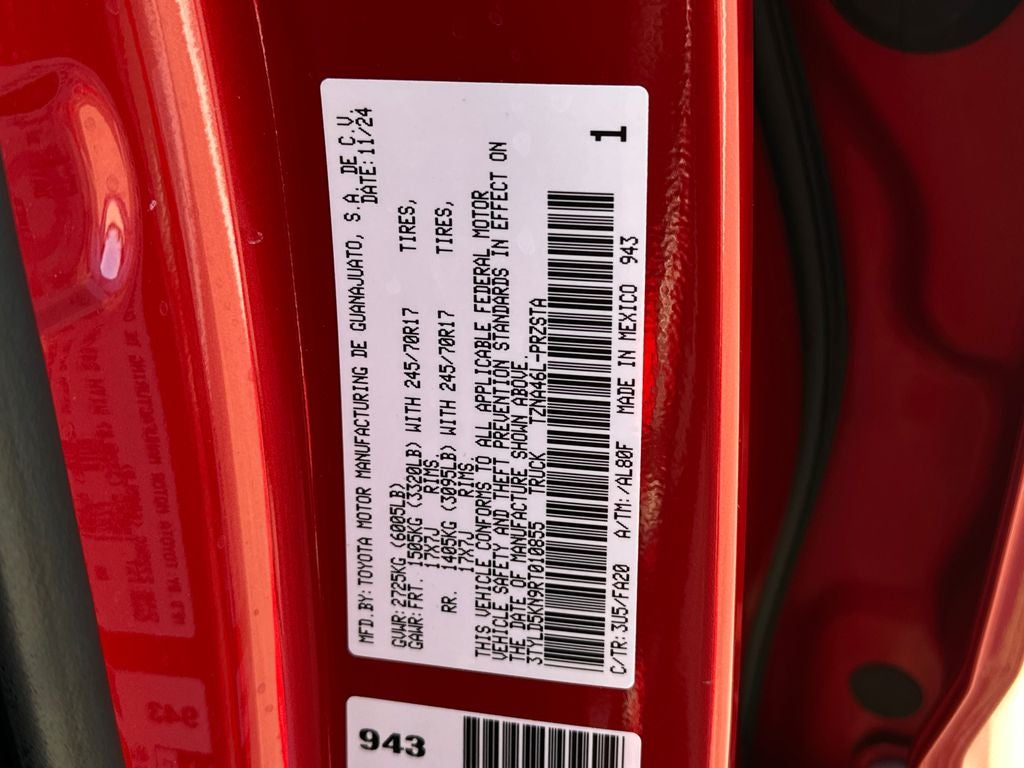 MFD.BY:TOYOTA MOTOR MANUFACTURING DE GUANAJUATO, S.A. DE C.V.
DATE:11/24
GVWR:2725KG (6005LB)
GAWR:FRT. 1505KG (3320LB) WITH 245/70R17 TIRES,
17X7J RIMS.
RR. 1405KG (3095LB) WITH 245/70R17 TIRES,
17X7J RIMS.
THIS VEHICLE CONFORMS TO ALL APPLICABLE FEDERAL MOTOR
VEHICLE SAFETY AND THEFT PREVENTION STANDARDS IN EFFECT ON
THE DATE OF MANUFACTURE SHOWN ABOVE.
3TYLD5KN9RT010855 TRUCK TZNA46L-PRZSTA
1
C/TR:3U5/FA20 A/TM:/AL80F MADE IN MEXICO 943
943